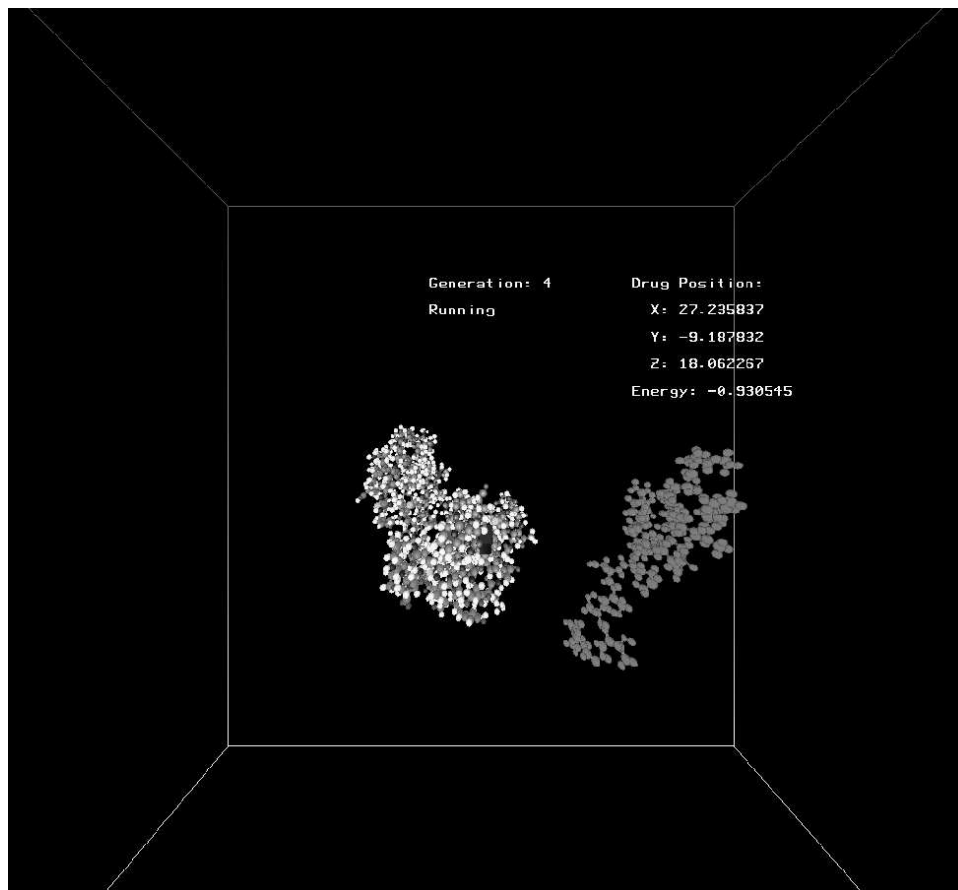 Generation: 4
Running
Drug Position:
X: 27.235837
Y: -9.187832
Z: 18.062267
Energy: -0.930545